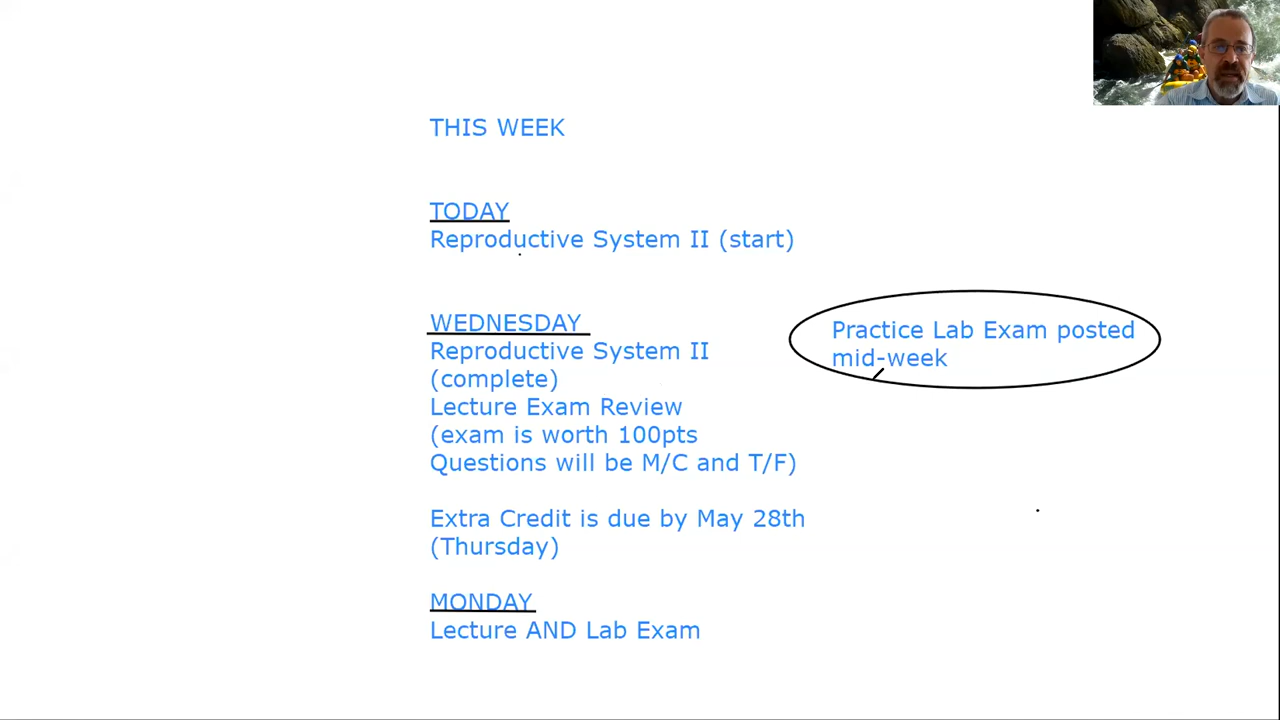 THIS WEEK
TODAY
Reproductive System II (start)
WEDNESDAY
Reproductive System II
(complete)
Lecture Exam Review
(exam is worth 100pts
Questions will be M/C and T/F)
Practice Lab Exam posted
mid-week
Extra Credit is due by May 28th
(Thursday)
MONDAY
Lecture AND Lab Exam